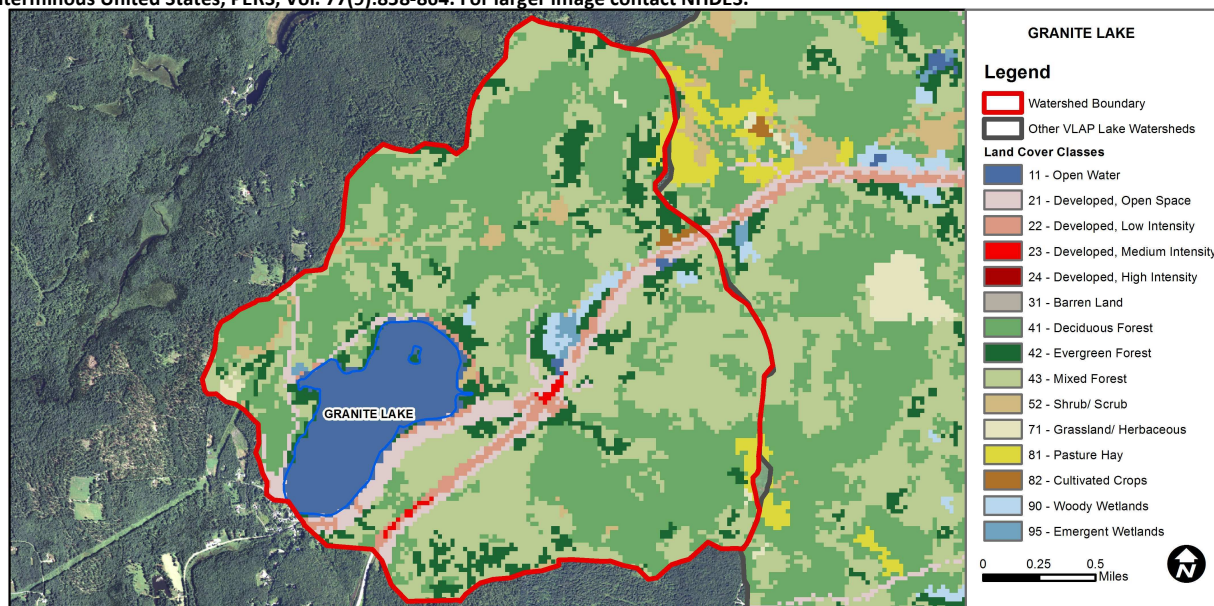 terminous United States, PERS, Vol. 77(9):858-864. For larger image contact NHDES.
GRANITE LAKE
Legend
Watershed Boundary
Other VLAP Lake Watersheds
Land Cover Classes
11 - Open Water
21 - Developed, Open Space
22 - Developed, Low Intensity
23 - Developed, Medium Intensity
24 - Developed, High Intensity
31 - Barren Land
41 - Deciduous Forest
42 - Evergreen Forest
43 - Mixed Forest
52 - Shrub/ Scrub
71 - Grassland/ Herbaceous
81 - Pasture Hay
82 - Cultivated Crops
90 - Woody Wetlands
95 - Emergent Wetlands
0 0.25 0.5
Miles
N
GRANITE LAKE